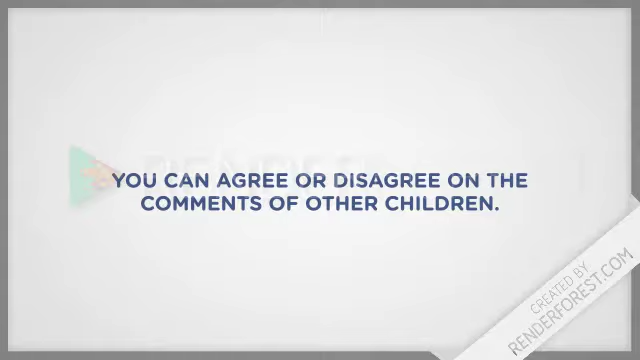 YOU CAN AGREE OR DISAGREE ON THE
COMMENTS OF OTHER CHILDREN.
CREATED BY
RENDERFOREST.COM